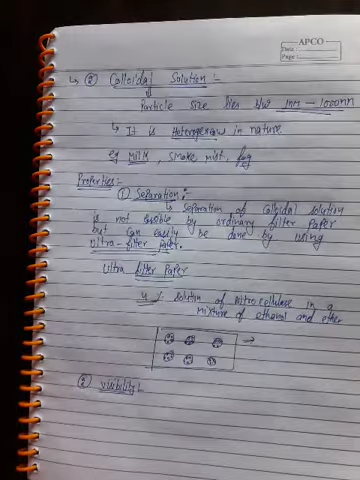 APCO
Date :
Page :
② Colloidal Solution :-
Particle size lies b/w 1nm - 1000nm
↳ It is Heterogeneous in nature
eg milk, smoke, mist, fog
Properties:-
① Separation :-
↳ separation of colloidal solution
is not possible by ordinary filter paper
but can easily be done by using
Ultra-filter paper.
Ultra filter paper
4% solution of nitrocellulose in a
mixture of ethanol and ether
② visibility :-